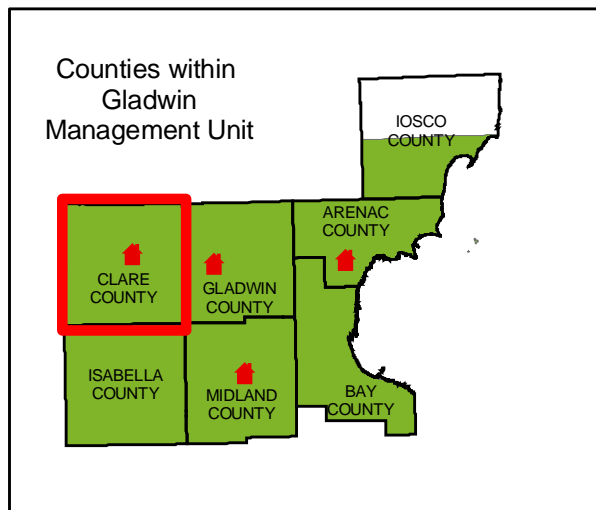 Counties within
Gladwin
Management Unit
IOSCO
COUNTY
ARENAC
COUNTY
CLARE
COUNTY
GLADWIN
COUNTY
ISABELLA
COUNTY
MIDLAND
COUNTY
BAY
COUNTY